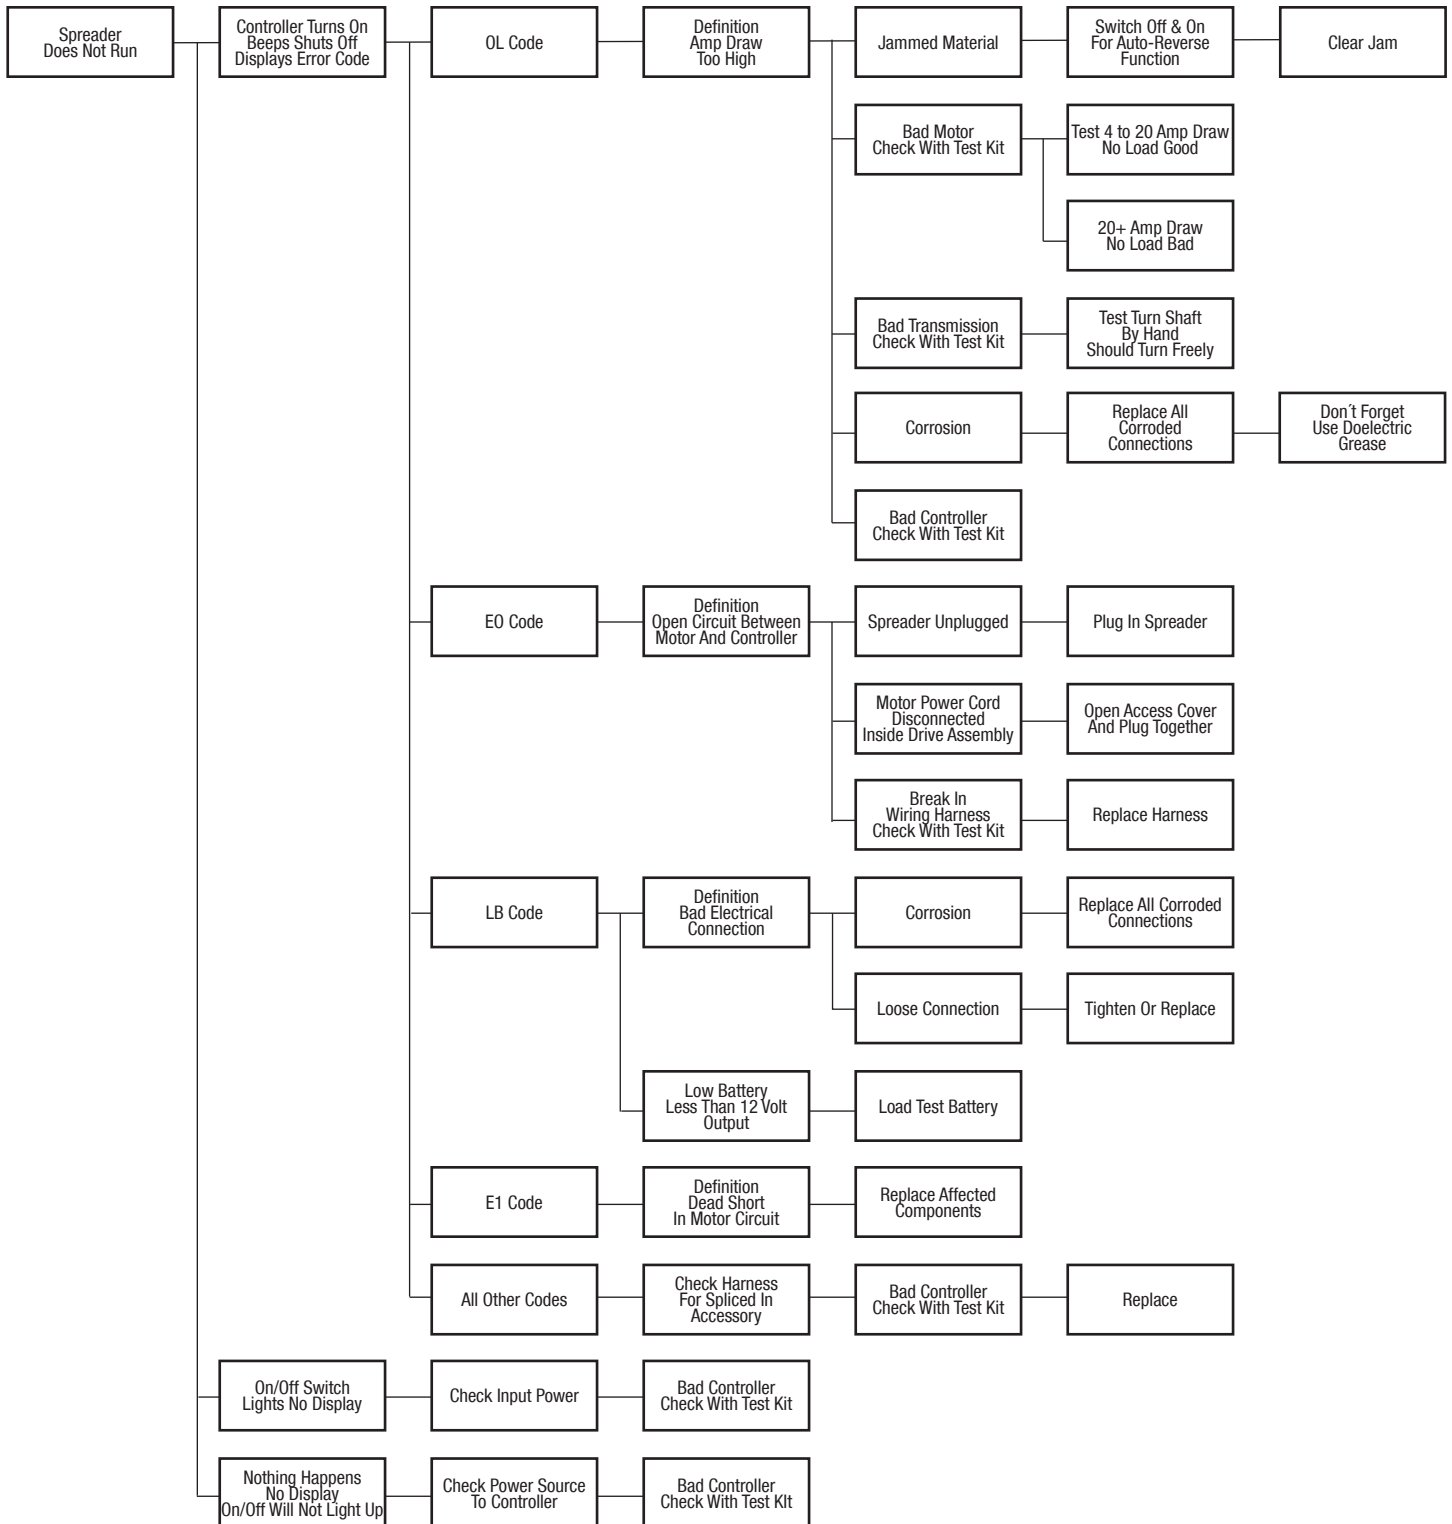 Spreader
Does Not Run
Controller Turns On
Beeps Shuts Off
Displays Error Code
OL Code
Definition
Amp Draw
Too High
Jammed Material
Switch Off & On
For Auto-Reverse
Function
Clear Jam
Bad Motor
Check With Test Kit
Test 4 to 20 Amp Draw
No Load Good
20+ Amp Draw
No Load Bad
Bad Transmission
Check With Test Kit
Test Turn Shaft
By Hand
Should Turn Freely
Corrosion
Replace All
Corroded
Connections
Don´t Forget
Use Doelectric
Grease
Bad Controller
Check With Test Kit
EO Code
Definition
Open Circuit Between
Motor And Controller
Spreader Unplugged
Plug In Spreader
Motor Power Cord
Disconnected
Inside Drive Assembly
Open Access Cover
And Plug Together
Break In
Wiring Harness
Check With Test Kit
Replace Harness
LB Code
Definition
Bad Electrical
Connection
Corrosion
Replace All Corroded
Connections
Loose Connection
Tighten Or Replace
Low Battery
Less Than 12 Volt
Output
Load Test Battery
E1 Code
Definition
Dead Short
In Motor Circuit
Replace Affected
Components
All Other Codes
Check Harness
For Spliced In
Accessory
Bad Controller
Check With Test Kit
Replace
On/Off Switch
Lights No Display
Check Input Power
Bad Controller
Check With Test Kit
Nothing Happens
No Display
On/Off Will Not Light Up
Check Power Source
To Controller
Bad Controller
Check With Test KIt